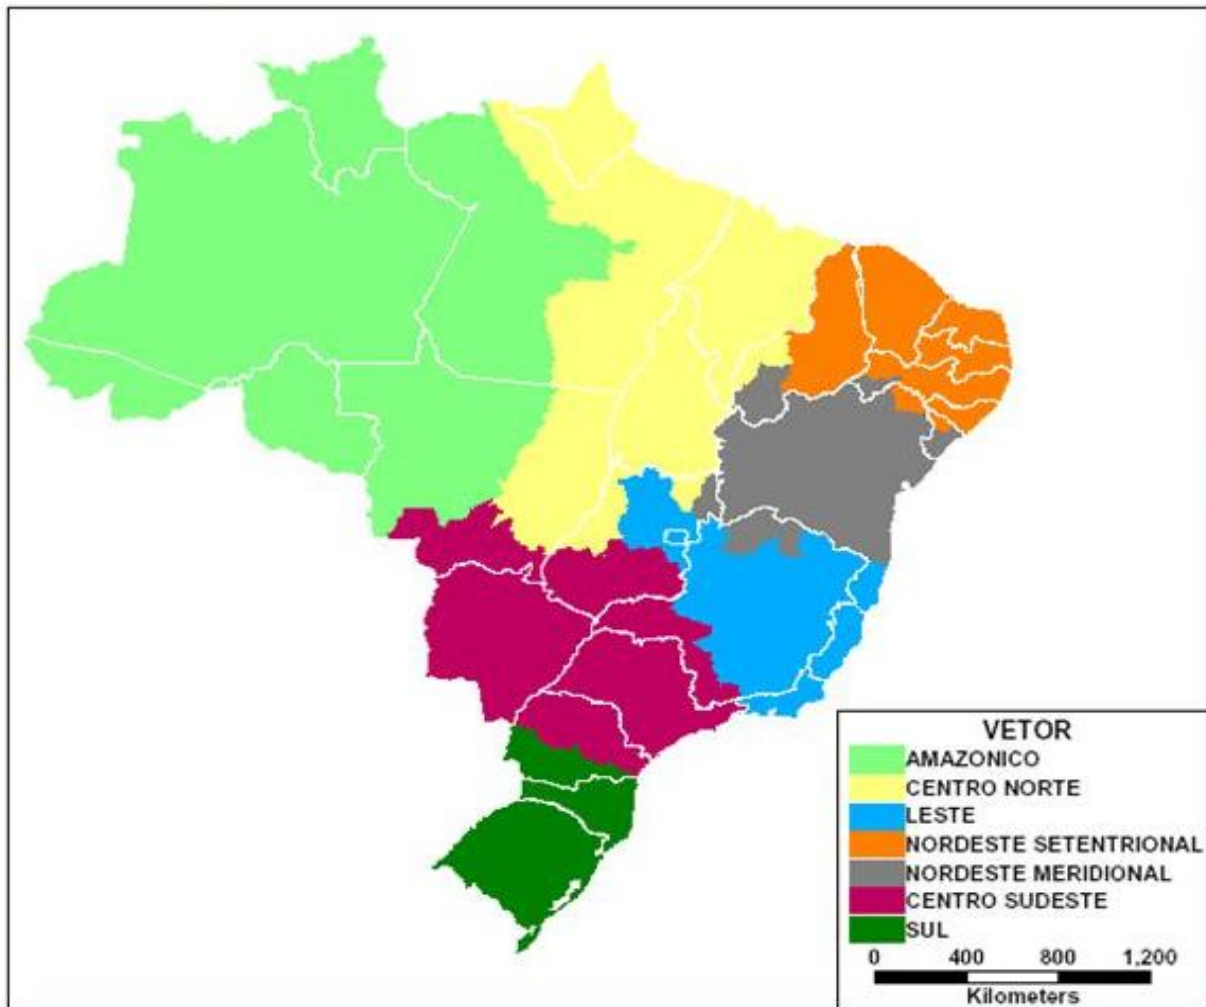 VETOR
AMAZONICO
CENTRO NORTE
LESTE
NORDESTE SETENTRIONAL
NORDESTE MERIDIONAL
CENTRO SUDESTE
SUL
0 400 800 1,200
Kilometers